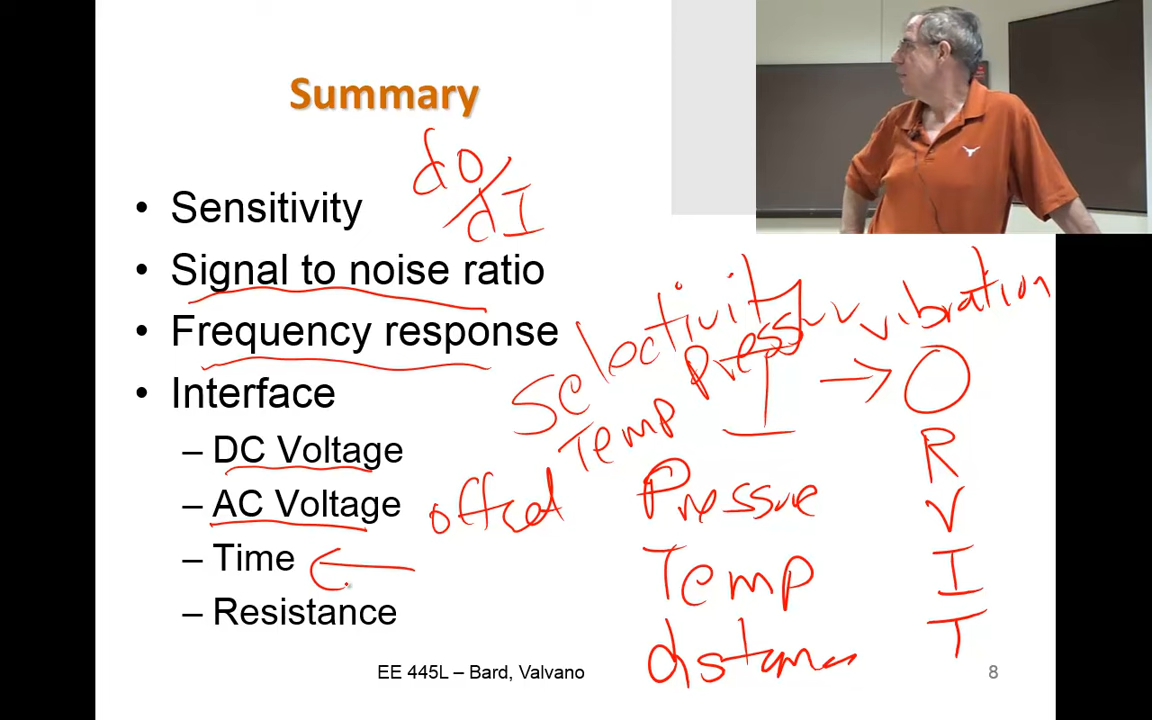 Summary
dO/dI
• Sensitivity
• Signal to noise ratio
• Frequency response
• Interface
– DC Voltage
– AC Voltage
– Time
– Resistance
Selectivity
vibration
Press
Temp
offset
I → O
Pressure
Temp
distance
R
V
I
T
EE 445L – Bard, Valvano
8